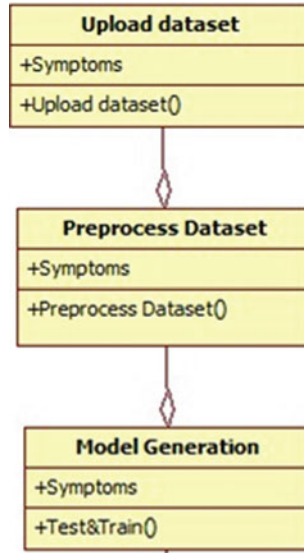 Upload dataset
+Symptoms
+Upload dataset()
Preprocess Dataset
+Symptoms
+Preprocess Dataset()
Model Generation
+Symptoms
+Test&Train()